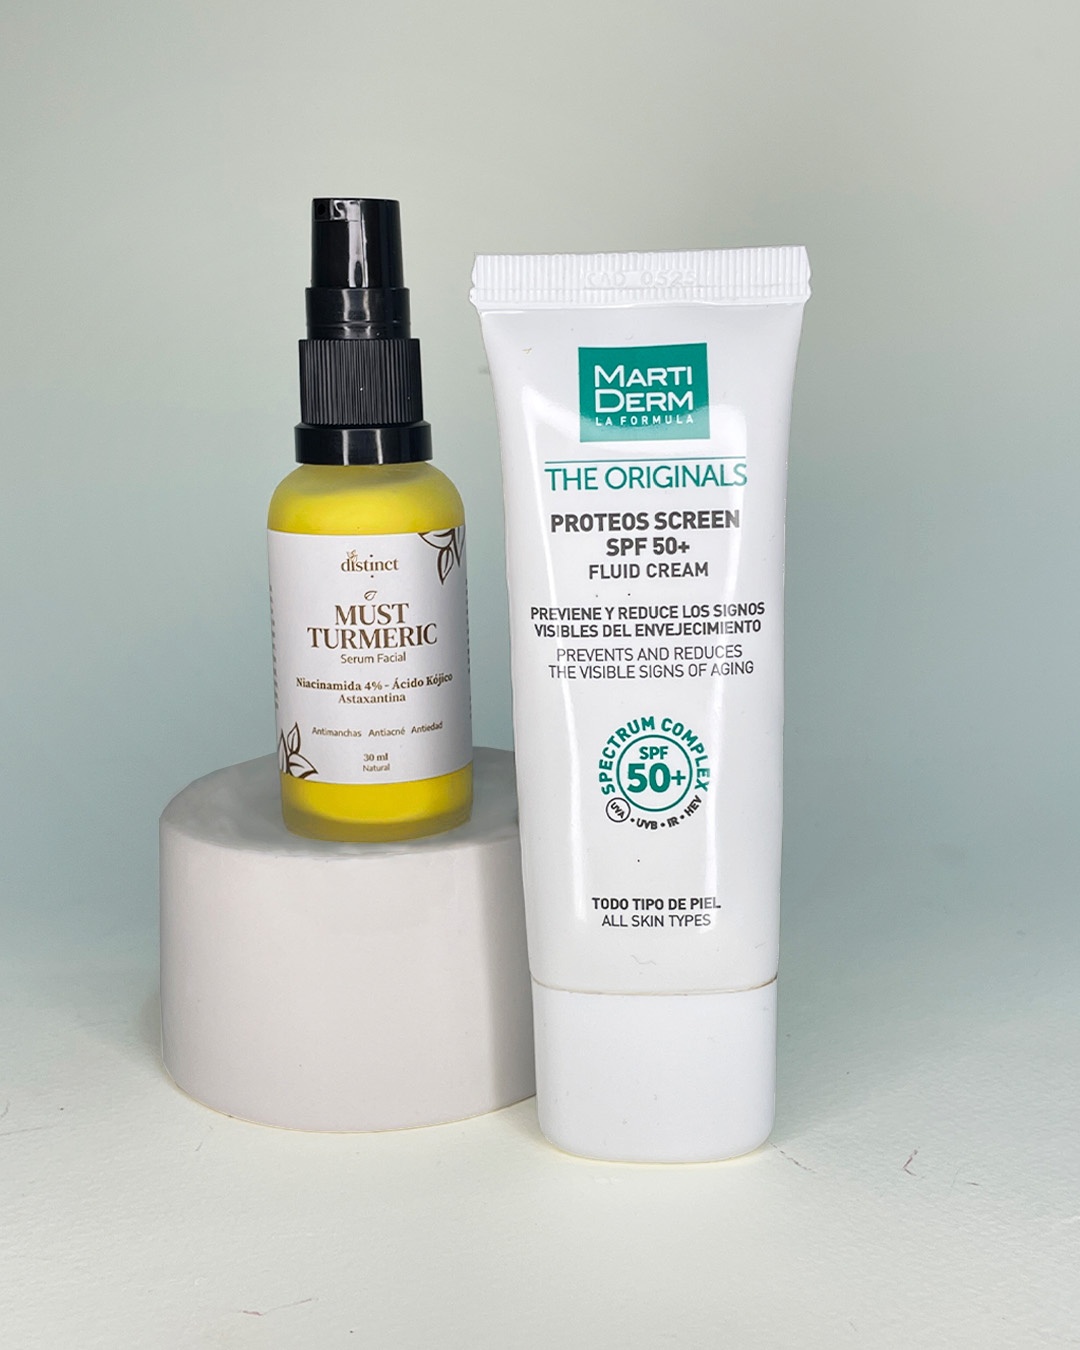 distinct
MUST
TURMERIC
Serum Facial
Niacinamida 4% - Ácido Kójico
Astaxantina
Antimanchas Antiacné Antiedad
30 ml
Natural
CAD 0525
MARTI
DERM
LA FORMULA
THE ORIGINALS
PROTEOS SCREEN
SPF 50+
FLUID CREAM
PREVIENE Y REDUCE LOS SIGNOS
VISIBLES DEL ENVEJECIMIENTO
PREVENTS AND REDUCES
THE VISIBLE SIGNS OF AGING
SPECTRUM COMPLEX
SPF
50+
UVA • UVB • IR • HEV
TODO TIPO DE PIEL
ALL SKIN TYPES